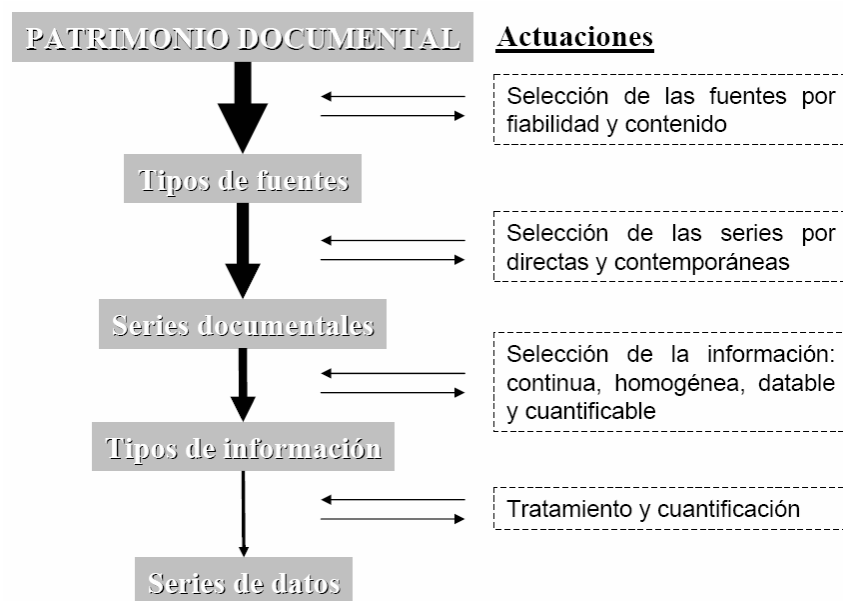 PATRIMONIO DOCUMENTAL
Actuaciones
Selección de las fuentes por
fiabilidad y contenido
Tipos de fuentes
Selección de las series por
directas y contemporáneas
Series documentales
Selección de la información:
continua, homogénea, datable
y cuantificable
Tipos de información
Tratamiento y cuantificación
Series de datos